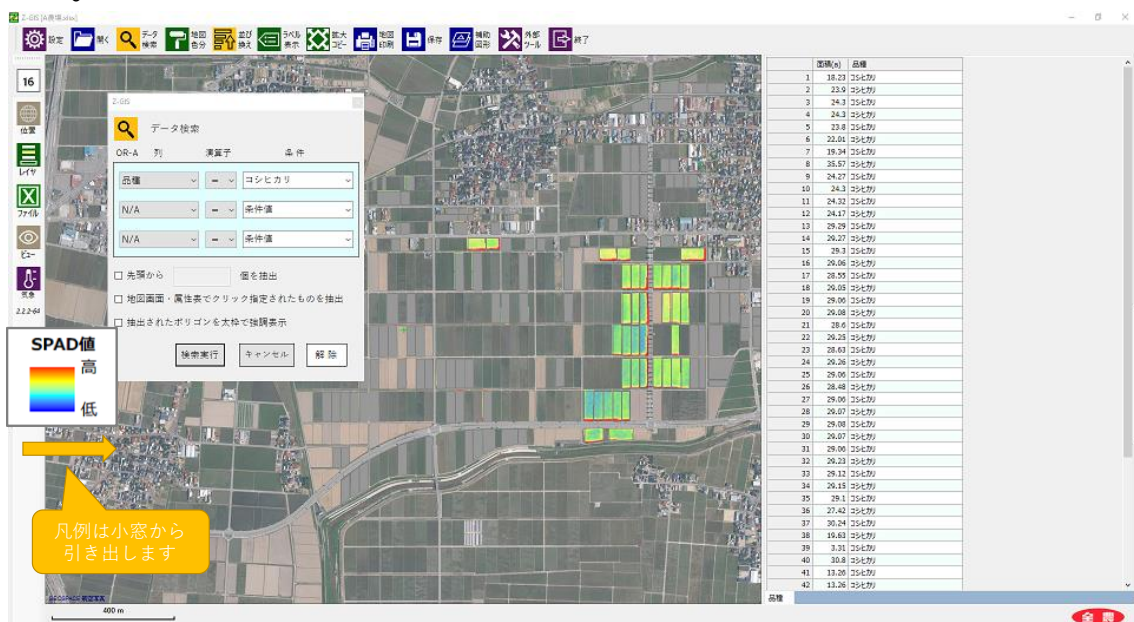 Z-GIS [A農場.xlsx]
設定 開く データ検索 地図色分 並び換え ラベル表示 拡大コピー 地図印刷 保存 補助図形 外部ツール 終了
16
位置
レイヤ
ファイル
ビュー
気象
2.2.2-64
Z-GIS
データ検索
OR-A 列 演算子 条件
品種 = コシヒカリ
N/A = 条件値
N/A = 条件値
先頭から 個を抽出
地図画面・属性表でクリック指定されたものを抽出
抽出されたポリゴンを太枠で強調表示
検索実行 キャンセル 解除
SPAD値
高
低
凡例は小窓から
引き出します
GEOSPACE 航空写真
400 m
面積(a) 品種
1 18.23 コシヒカリ
2 23.9 コシヒカリ
3 24.3 コシヒカリ
4 24.3 コシヒカリ
5 23.8 コシヒカリ
6 22.01 コシヒカリ
7 19.34 コシヒカリ
8 35.57 コシヒカリ
9 24.27 コシヒカリ
10 24.3 コシヒカリ
11 24.32 コシヒカリ
12 24.17 コシヒカリ
13 29.29 コシヒカリ
14 29.27 コシヒカリ
15 29.3 コシヒカリ
16 29.06 コシヒカリ
17 28.55 コシヒカリ
18 29.05 コシヒカリ
19 29.06 コシヒカリ
20 29.08 コシヒカリ
21 28.6 コシヒカリ
22 29.25 コシヒカリ
23 28.63 コシヒカリ
24 29.26 コシヒカリ
25 29.06 コシヒカリ
26 28.48 コシヒカリ
27 29.06 コシヒカリ
28 29.07 コシヒカリ
29 29.08 コシヒカリ
30 29.07 コシヒカリ
31 29.06 コシヒカリ
32 29.23 コシヒカリ
33 29.12 コシヒカリ
34 29.15 コシヒカリ
35 29.1 コシヒカリ
36 27.42 コシヒカリ
37 30.24 コシヒカリ
38 19.63 コシヒカリ
39 3.31 コシヒカリ
40 30.8 コシヒカリ
41 13.26 コシヒカリ
42 13.26 コシヒカリ
品種
全農